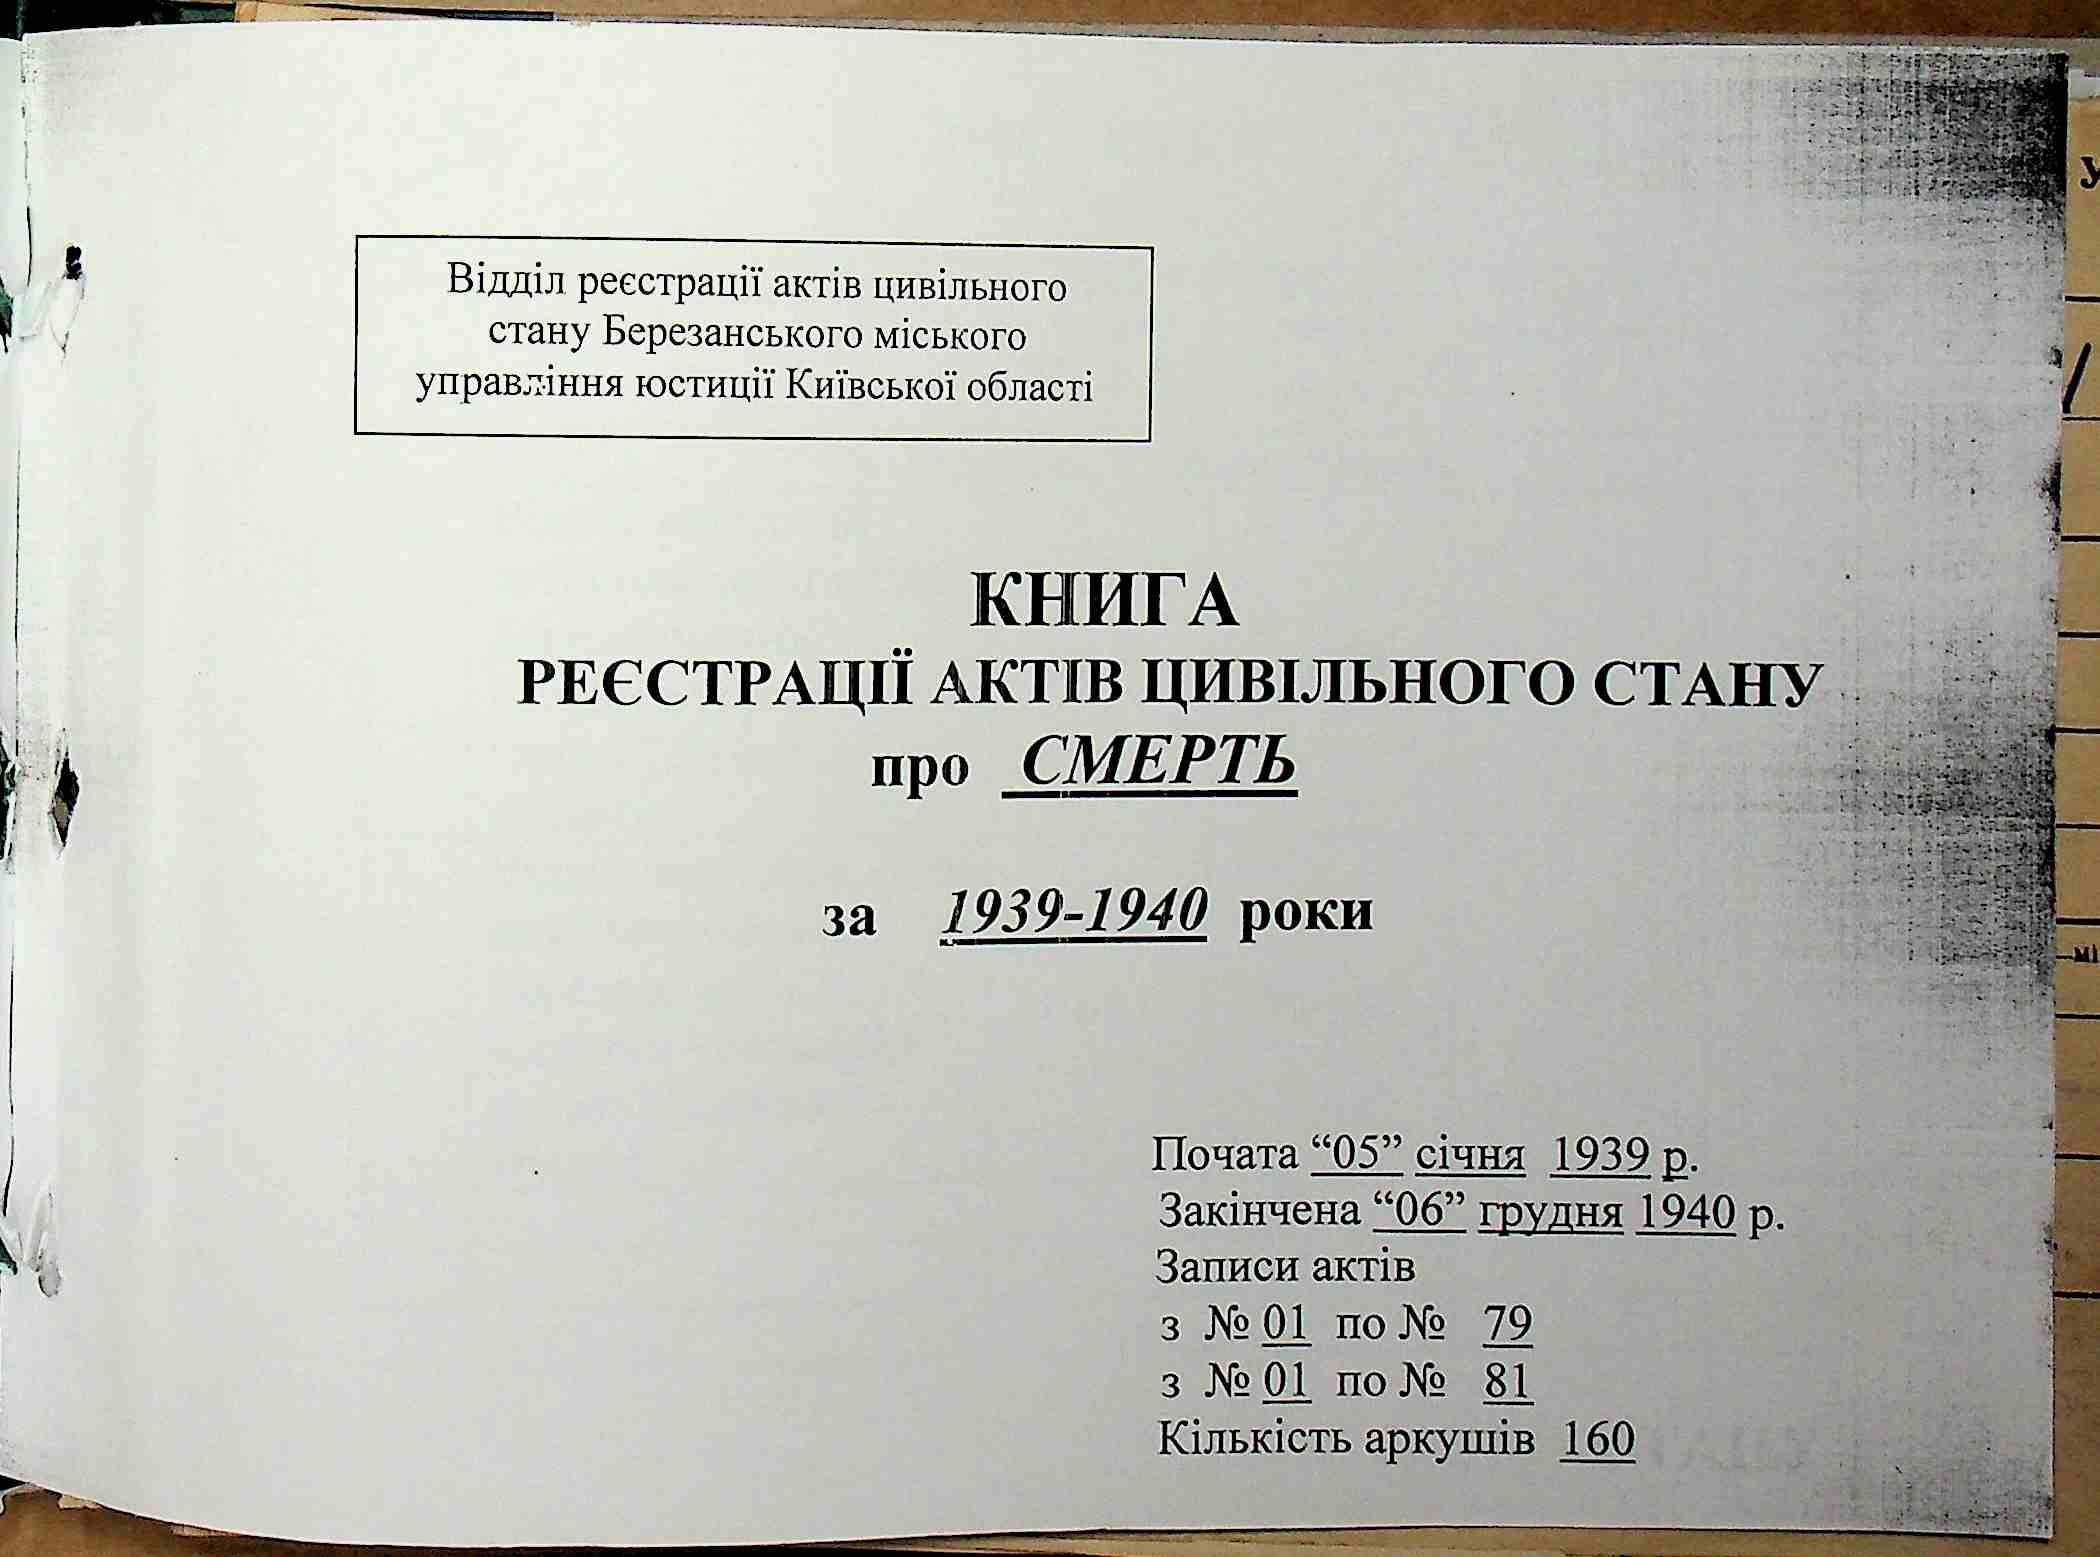 Відділ реєстрації актів цивільного
стану Березанського міського
управління юстиції Київської області
КНИГА
РЕЄСТРАЦІЇ АКТІВ ЦИВІЛЬНОГО СТАНУ
про СМЕРТЬ
за 1939-1940 роки
Почата “05” січня 1939 р.
Закінчена “06” грудня 1940 р.
Записи актів
з № 01 по № 79
з № 01 по № 81
Кількість аркушів 160